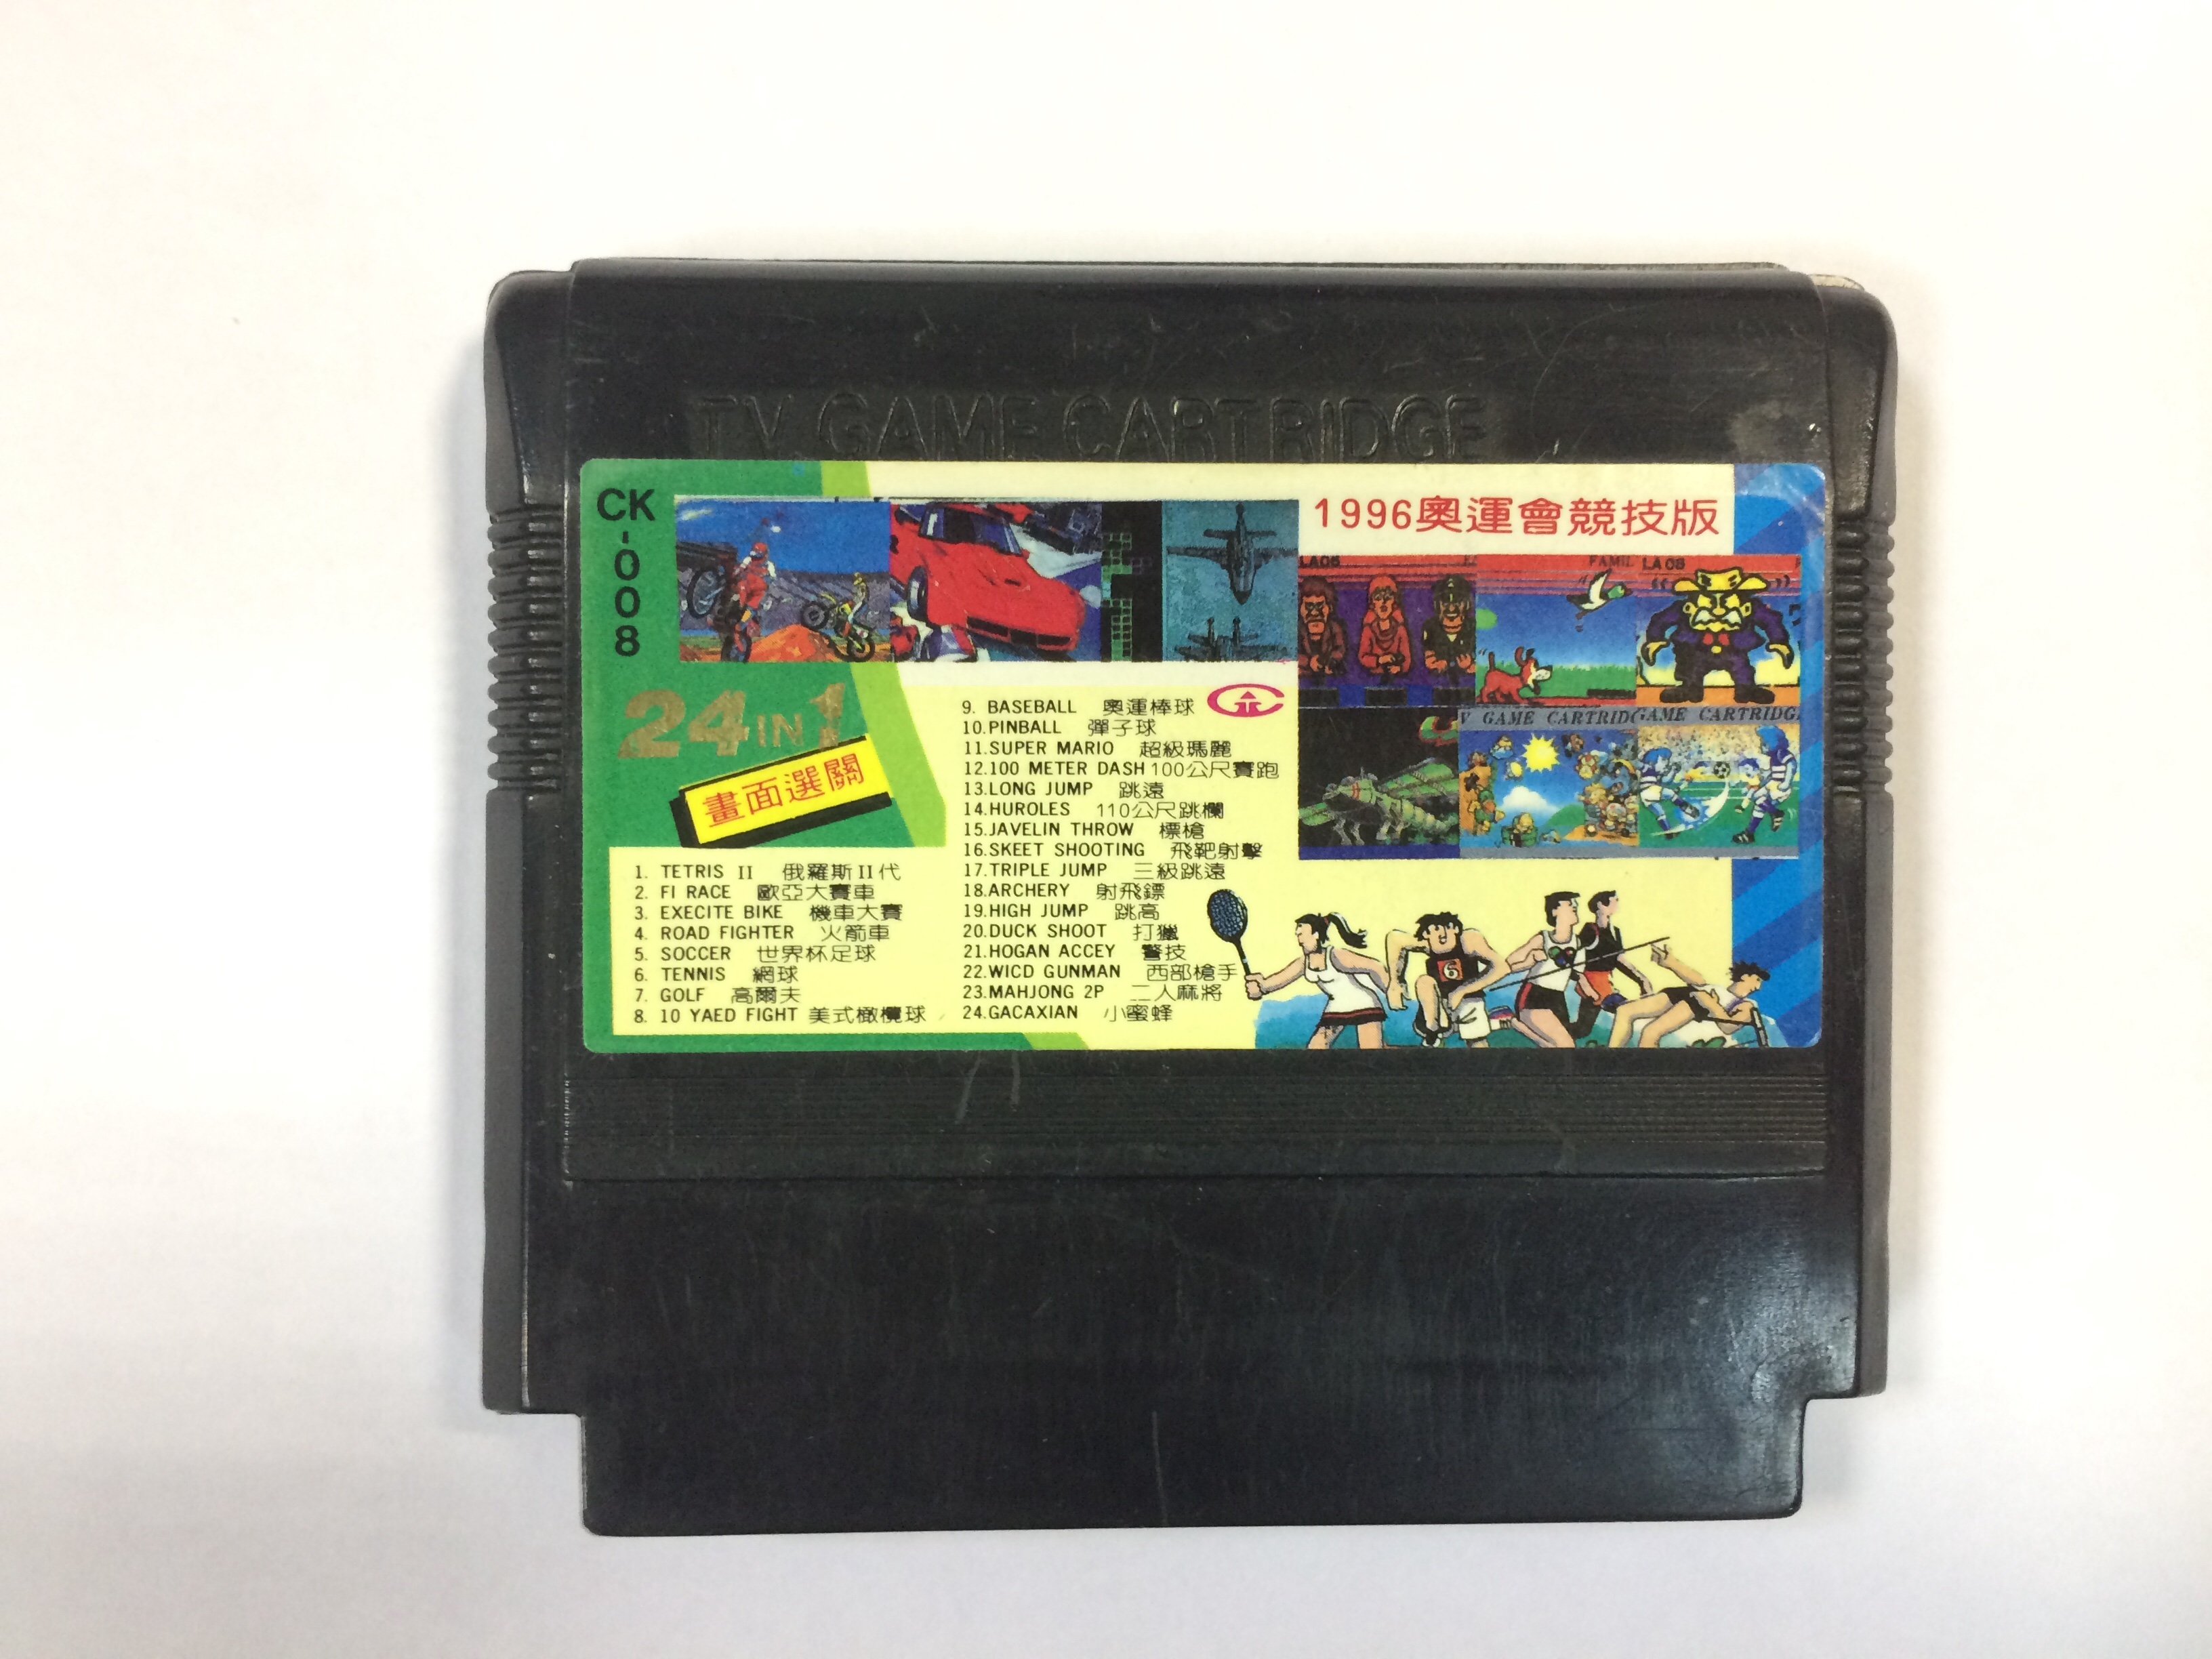 TV GAME CARTRIDGE
CK-008
1996奧運會競技版
LA08
FAMIL LA08
V GAME CARTRIDG
GAME CARTRIDGE
24 IN 1
畫面選關
1. TETRIS II 俄羅斯II代
2. FI RACE 歐亞大賽車
3. EXECITE BIKE 機車大賽
4. ROAD FIGHTER 火箭車
5. SOCCER 世界杯足球
6. TENNIS 網球
7. GOLF 高爾夫
8. 10 YAED FIGHT 美式橄欖球
9. BASEBALL 奧運棒球
10.PINBALL 彈子球
11.SUPER MARIO 超級瑪麗
12.100 METER DASH 100公尺賽跑
13.LONG JUMP 跳遠
14.HUROLES 110公尺跳欄
15.JAVELIN THROW 標槍
16.SKEET SHOOTING 飛靶射擊
17.TRIPLE JUMP 三級跳遠
18.ARCHERY 射飛鏢
19.HIGH JUMP 跳高
20.DUCK SHOOT 打獵
21.HOGAN ACCEY 警技
22.WICD GUNMAN 西部槍手
23.MAHJONG 2P 二人麻將
24.GACAXIAN 小蜜蜂
6